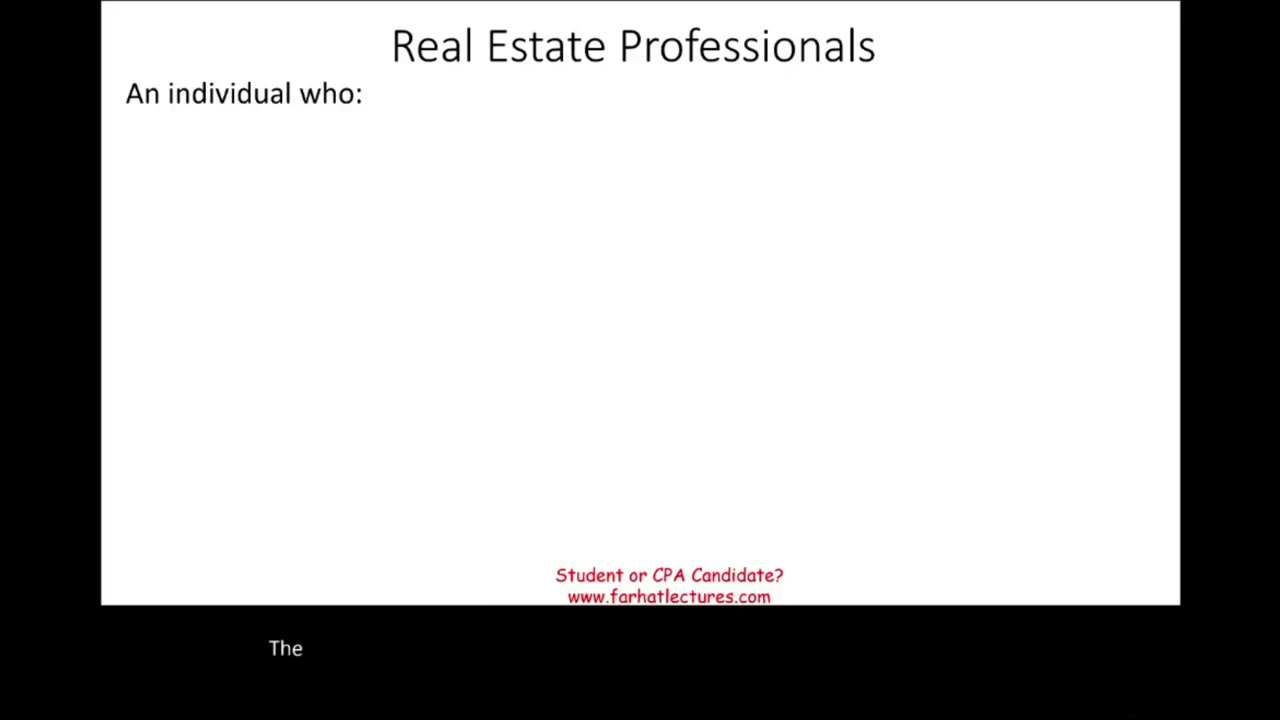 Real Estate Professionals
An individual who:
Student or CPA Candidate?
www.farhatlectures.com
The